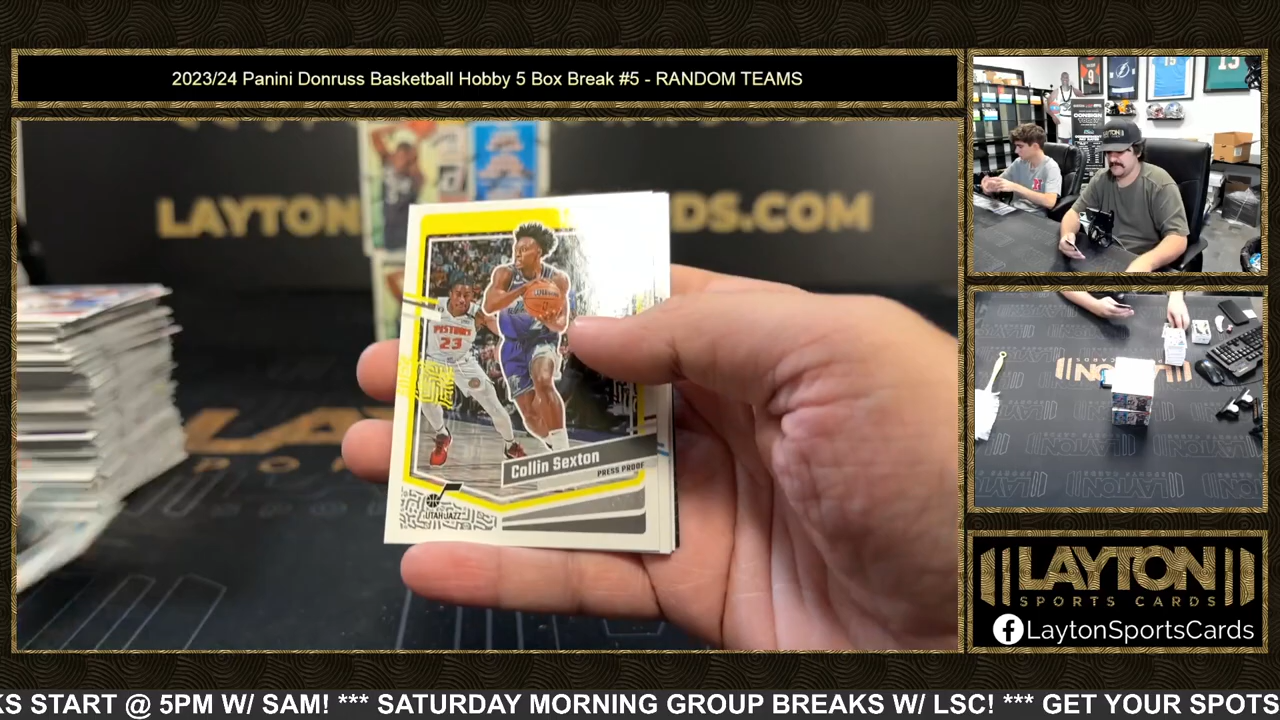 2023/24 Panini Donruss Basketball Hobby 5 Box Break #5 - RANDOM TEAMS
LAYTON
CARDS.COM
PISTONS
23
Collin Sexton
PRESS PROOF
UTAH JAZZ
CONSIGN
LAYTON
SPORTS CARDS
LaytonSportsCards
KS START @ 5PM W/ SAM! *** SATURDAY MORNING GROUP BREAKS W/ LSC! *** GET YOUR SPOTS